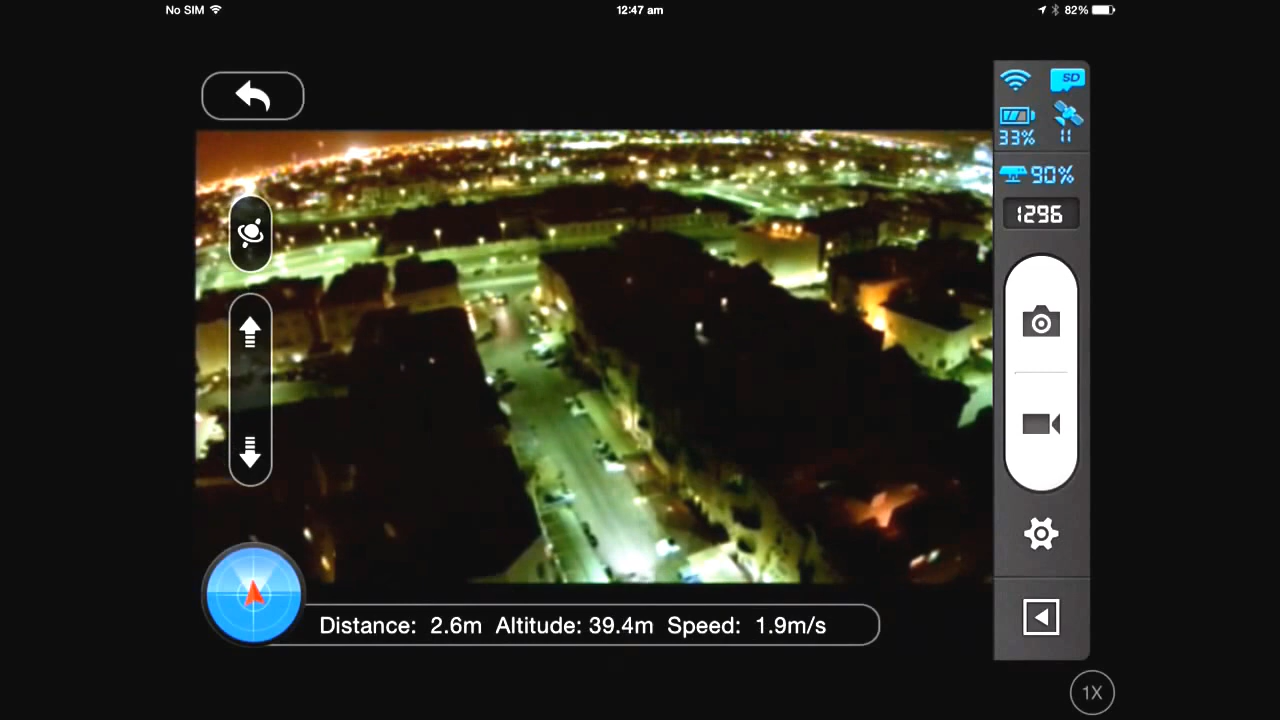 No SIM 12:47 am 82%
SD
33% 11
90%
1296
Distance: 2.6m Altitude: 39.4m Speed: 1.9m/s
1X